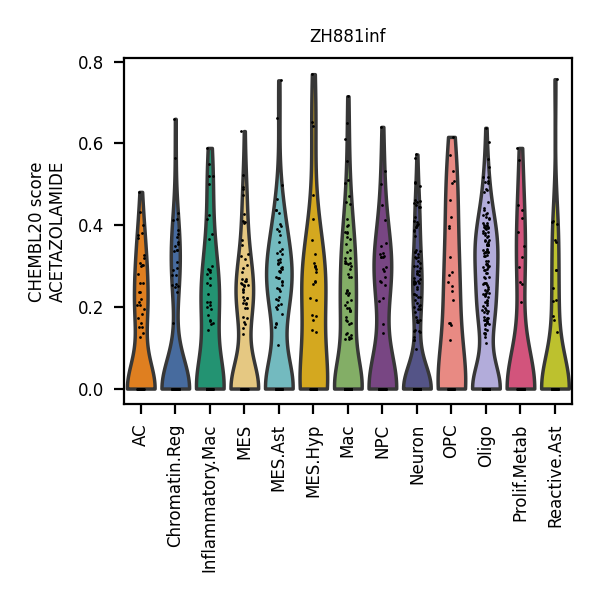 ZH881inf
CHEMBL20 score
ACETAZOLAMIDE
0.8
0.6
0.4
0.2
0.0
AC
Chromatin.Reg
Inflammatory.Mac
MES
MES.Ast
MES.Hyp
Mac
NPC
Neuron
OPC
Oligo
Prolif.Metab
Reactive.Ast